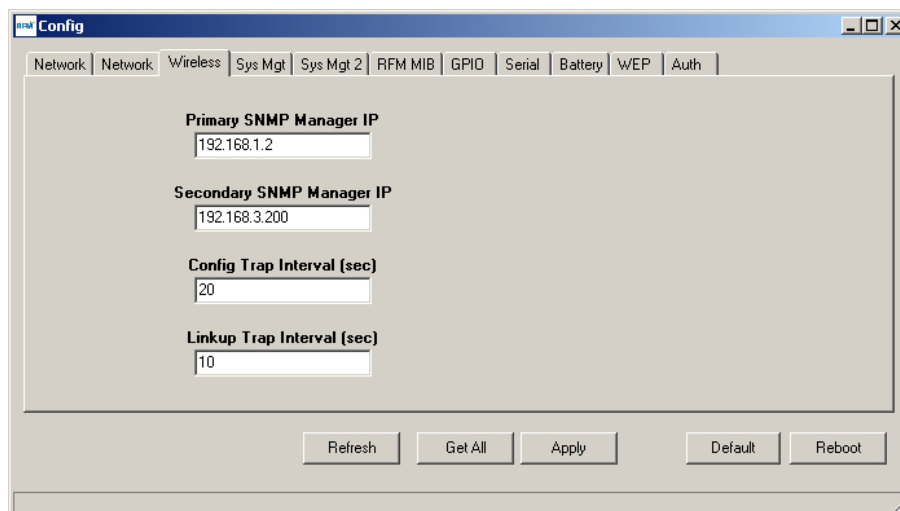 RFM Config
Network Network Wireless Sys Mgt Sys Mgt 2 RFM MIB GPIO Serial Battery WEP Auth
Primary SNMP Manager IP
192.168.1.2
Secondary SNMP Manager IP
192.168.3.200
Config Trap Interval (sec)
20
Linkup Trap Interval (sec)
10
Refresh Get All Apply Default Reboot